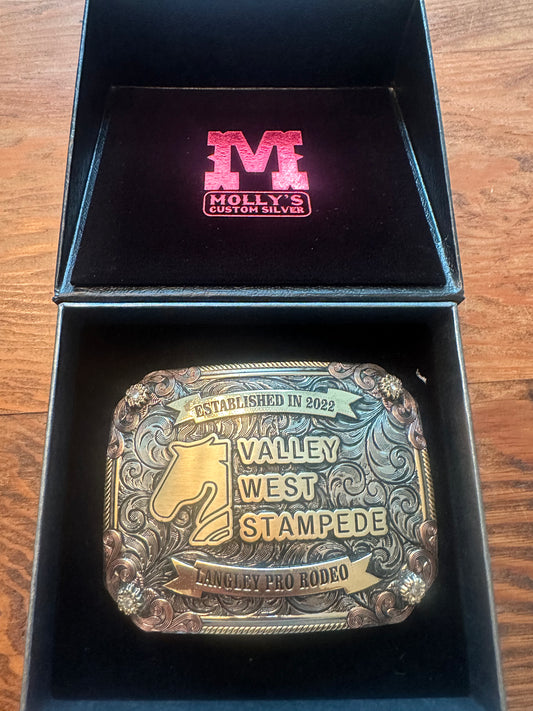 M
MOLLY'S
CUSTOM SILVER
ESTABLISHED IN 2022
VALLEY
WEST
STAMPEDE
LANGLEY PRO RODEO